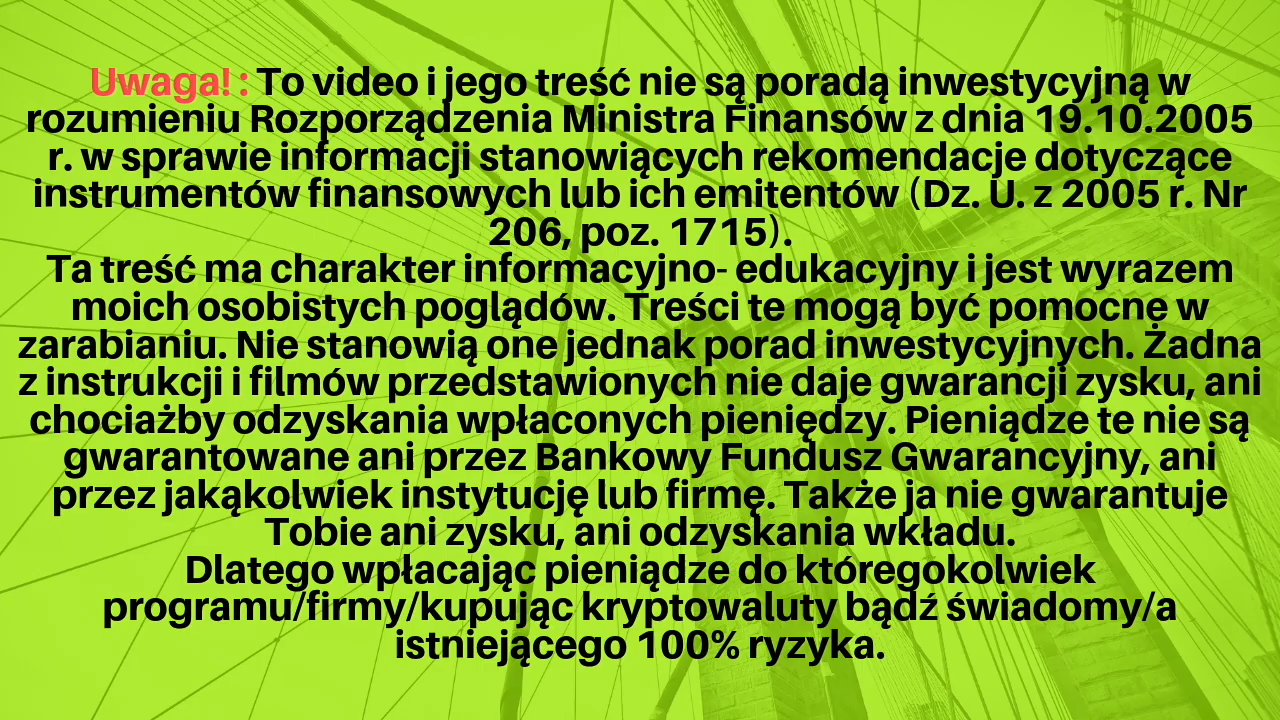 Uwaga! : To video i jego treść nie są poradą inwestycyjną w
rozumieniu Rozporządzenia Ministra Finansów z dnia 19.10.2005
r. w sprawie informacji stanowiących rekomendacje dotyczące
instrumentów finansowych lub ich emitentów (Dz. U. z 2005 r. Nr
206, poz. 1715).
Ta treść ma charakter informacyjno- edukacyjny i jest wyrazem
moich osobistych poglądów. Treści te mogą być pomocne w
zarabianiu. Nie stanowią one jednak porad inwestycyjnych. Żadna
z instrukcji i filmów przedstawionych nie daje gwarancji zysku, ani
chociażby odzyskania wpłaconych pieniędzy. Pieniądze te nie są
gwarantowane ani przez Bankowy Fundusz Gwarancyjny, ani
przez jakąkolwiek instytucję lub firmę. Także ja nie gwarantuje
Tobie ani zysku, ani odzyskania wkładu.
Dlatego wpłacając pieniądze do któregokolwiek
programu/firmy/kupując kryptowaluty bądź świadomy/a
istniejącego 100% ryzyka.